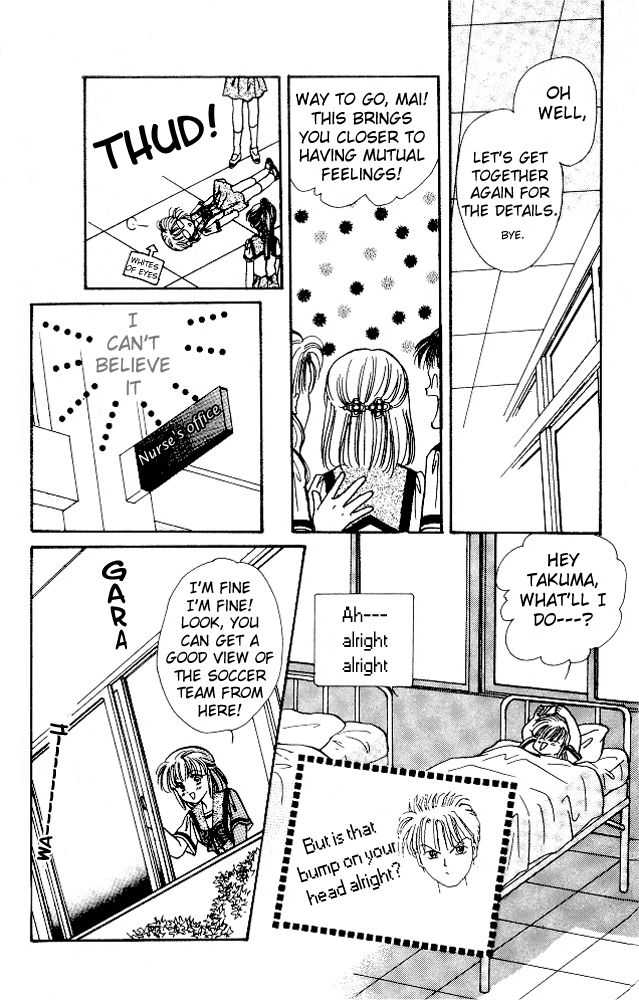 OH
WELL,
LET'S GET
TOGETHER
AGAIN FOR
THE DETAILS.
BYE.
WAY TO GO, MAI!
THIS BRINGS
YOU CLOSER TO
HAVING MUTUAL
FEELINGS!
THUD!
WHITES
OF EYES
I
CAN'T
BELIEVE
IT
Nurse's office
HEY
TAKUMA,
WHAT'LL I
DO---?
Ah---
alright
alright
But is that
bump on your
head alright?
GARA
I'M FINE
I'M FINE!
LOOK, YOU
CAN GET A
GOOD VIEW OF
THE SOCCER
TEAM FROM
HERE!
WA-------H